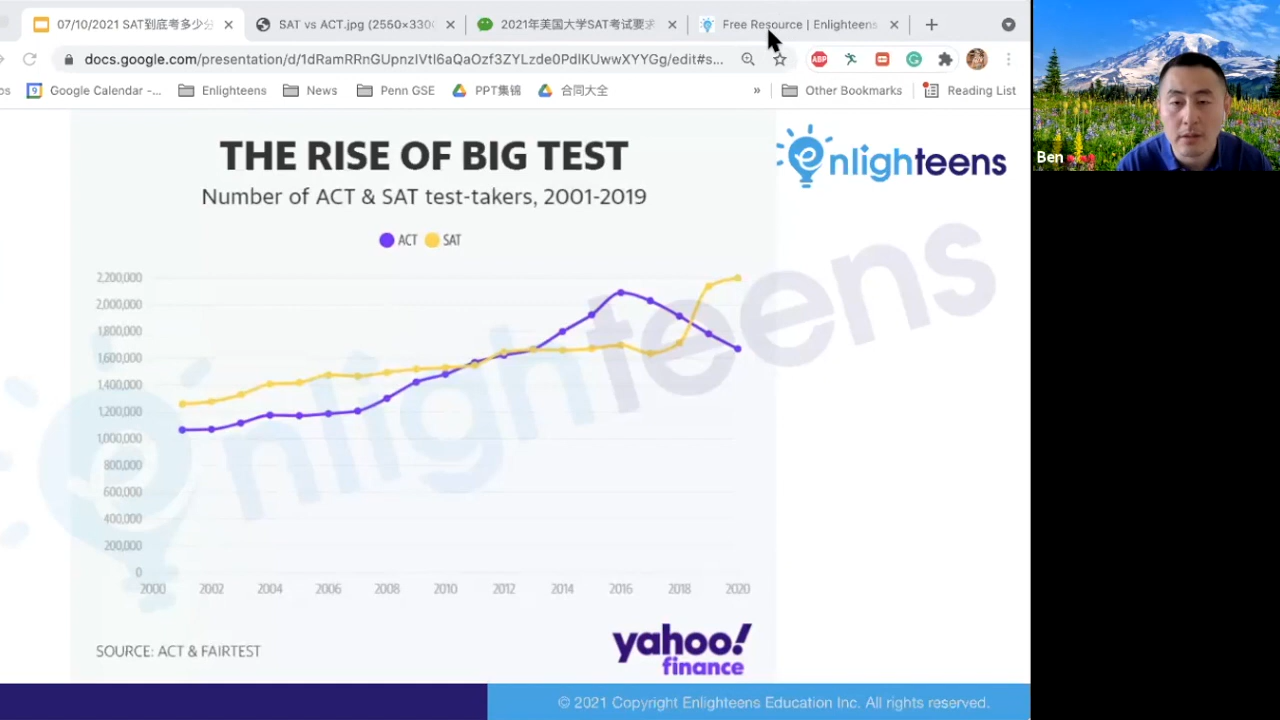 07/10/2021 SAT到底考多少分
SAT vs ACT.jpg (2560×330
2021年美国大学SAT考试要求
Free Resource | Enlighteens
docs.google.com/presentation/d/1dRamRRnGUpnzIVtl6aQaOzf3ZYLzde0PdlKUwwXYYGg/edit#s...
ABP
os
9
Google Calendar -...
Enlighteens
News
Penn GSE
PPT集锦
合同大全
»
Other Bookmarks
Reading List
THE RISE OF BIG TEST
Number of ACT & SAT test-takers, 2001-2019
ACT SAT
enlighteens
Ben
2,200,000
2,000,000
1,800,000
1,600,000
1,400,000
1,200,000
1,000,000
800,000
600,000
400,000
200,000
0
2000 2002 2004 2006 2008 2010 2012 2014 2016 2018 2020
enlighteens
SOURCE: ACT & FAIRTEST
yahoo!
finance
© 2021 Copyright Enlighteens Education Inc. All rights reserved.